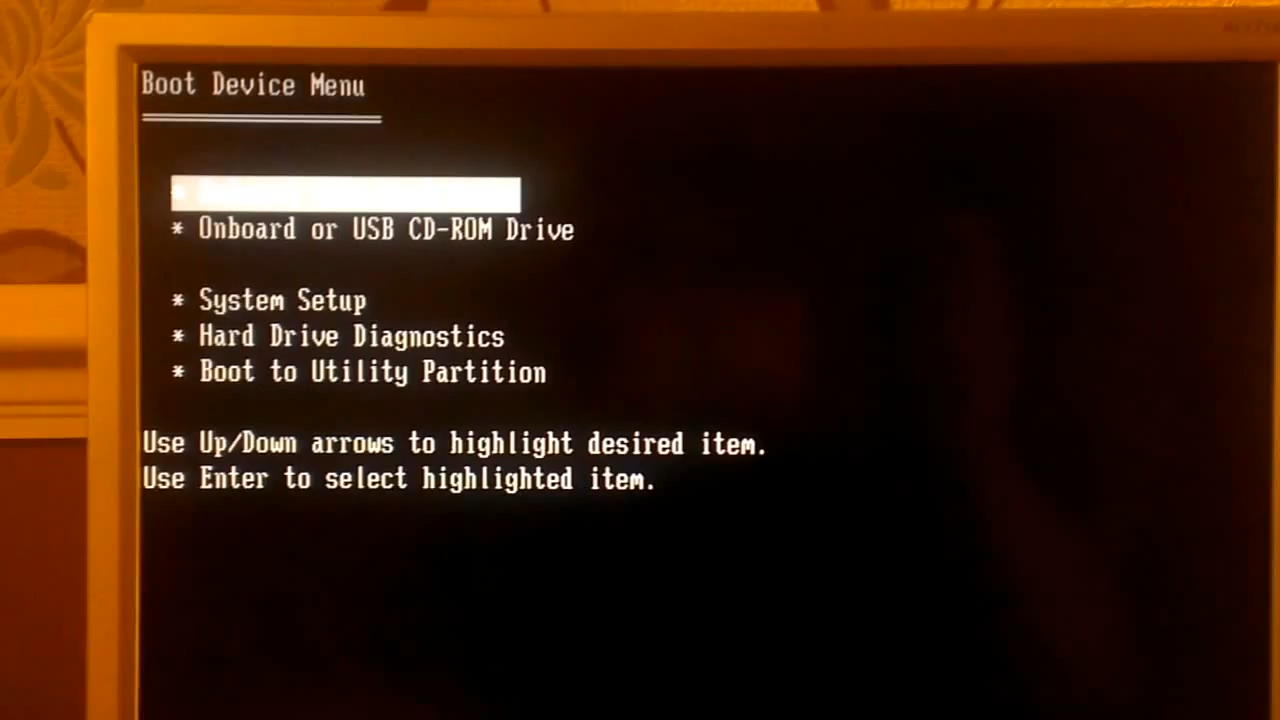 Boot Device Menu
* Onboard or USB CD-ROM Drive
* System Setup
* Hard Drive Diagnostics
* Boot to Utility Partition
Use Up/Down arrows to highlight desired item.
Use Enter to select highlighted item.